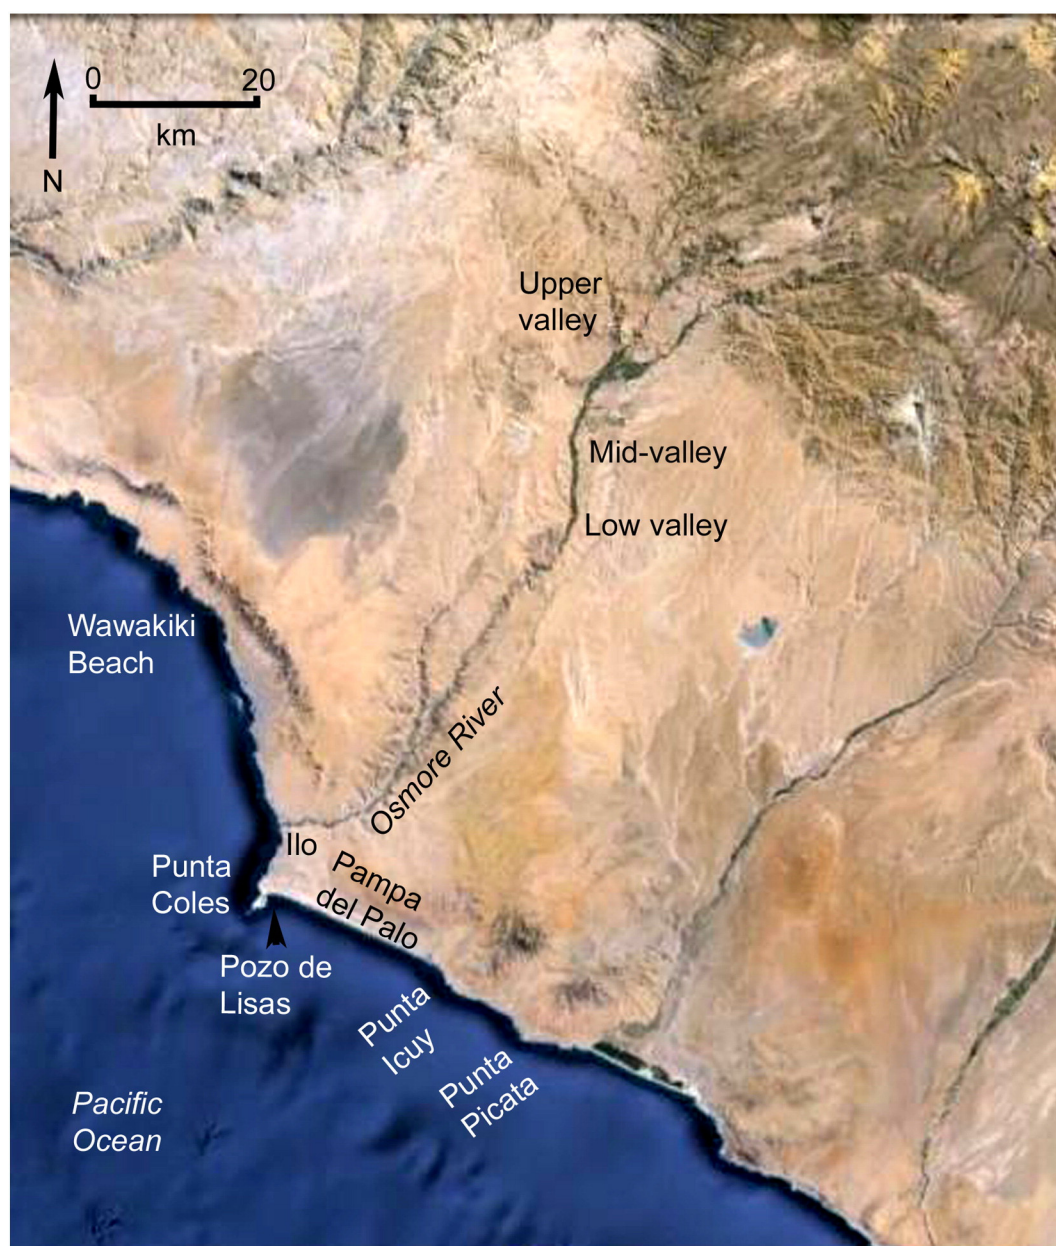 0 20
km
N
Upper
valley
Mid-valley
Low valley
Wawakiki
Beach
Osmore River
Ilo
Pampa
del Palo
Punta
Coles
Pozo de
Lisas
Punta
Icuy
Punta
Picata
Pacific
Ocean